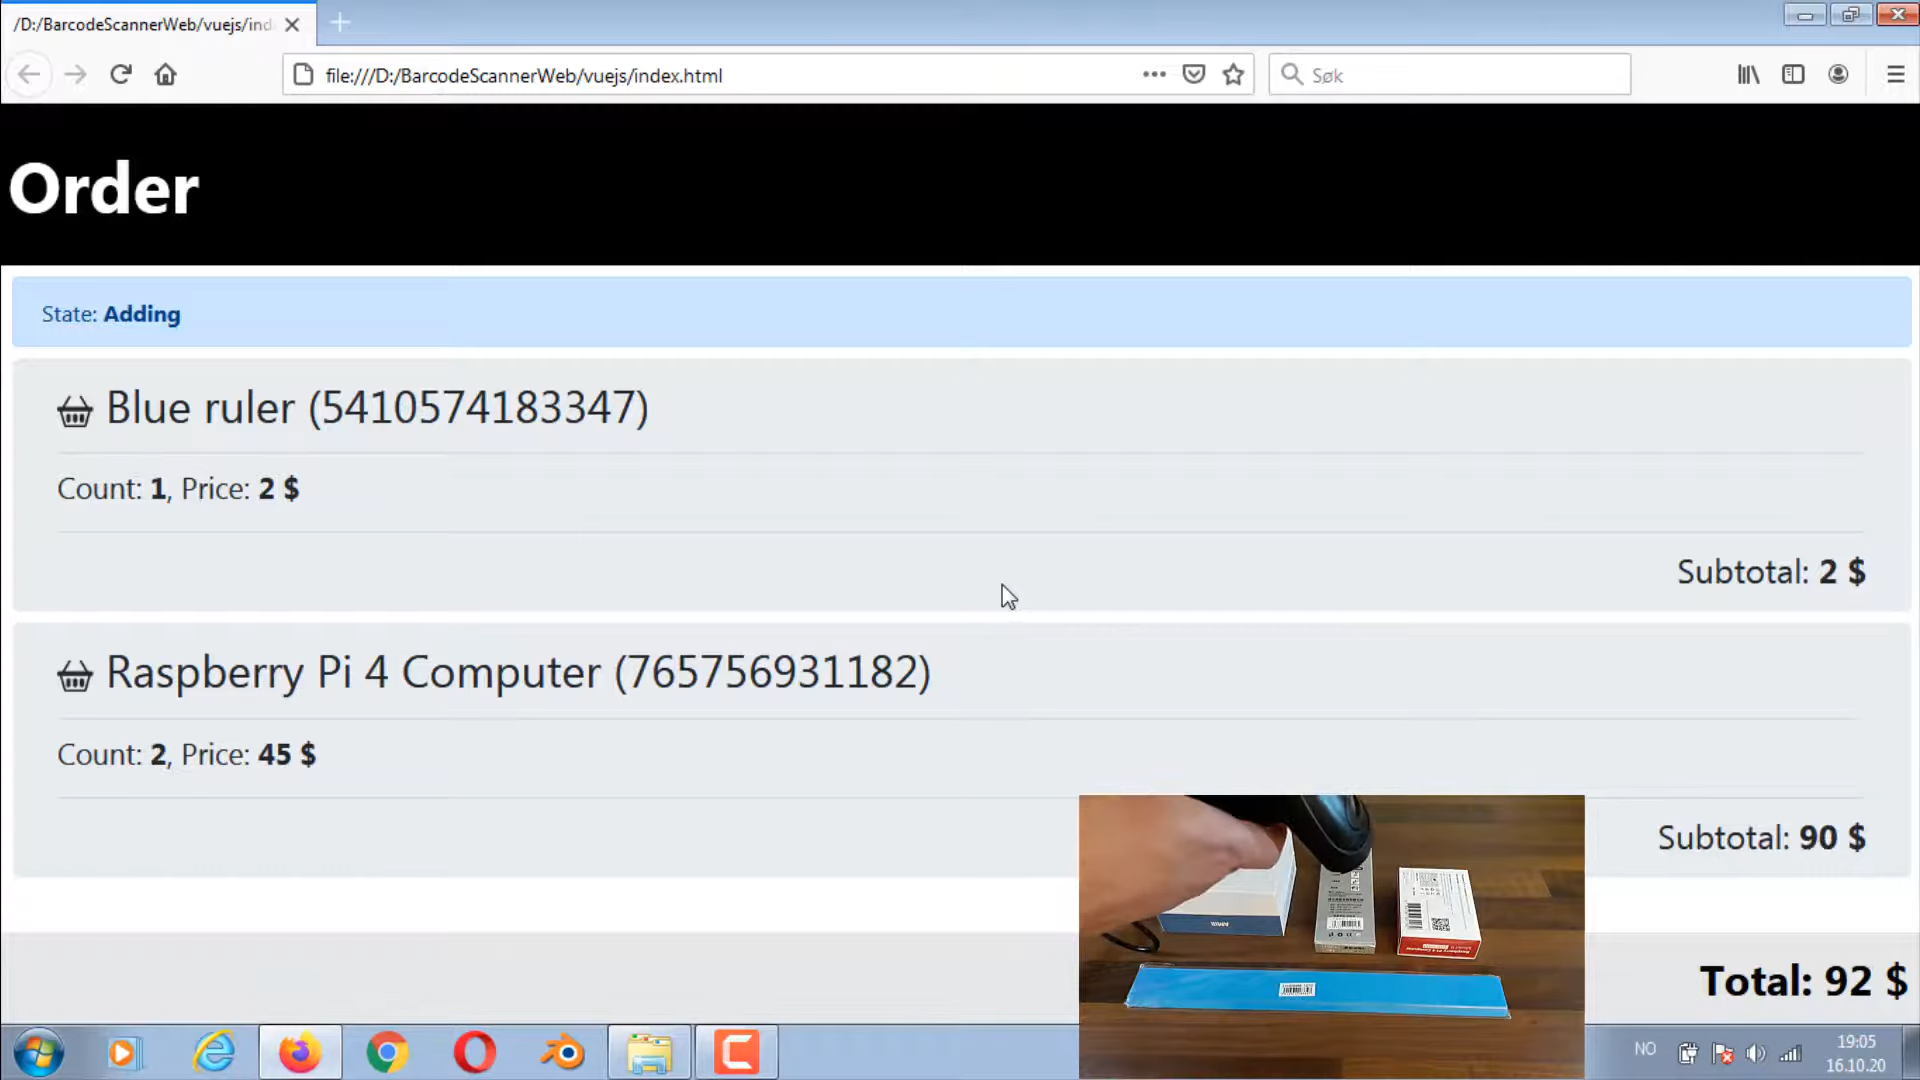 /D:/BarcodeScannerWeb/vuejs/ind
file:///D:/BarcodeScannerWeb/vuejs/index.html
Søk
Order
State: Adding
Blue ruler (5410574183347)
Count: 1, Price: 2 $
Subtotal: 2 $
Raspberry Pi 4 Computer (765756931182)
Count: 2, Price: 45 $
Subtotal: 90 $
Total: 92 $
NO
19:05
16.10.20